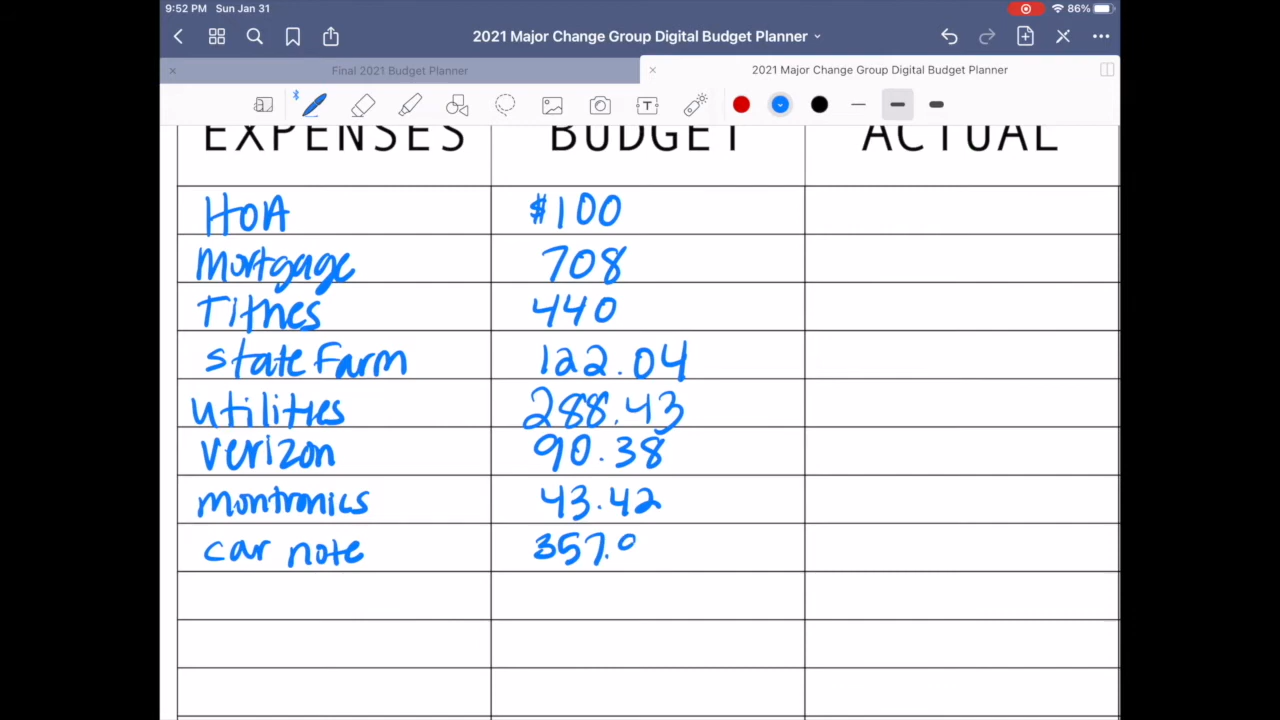 9:52 PM Sun Jan 31 86%
2021 Major Change Group Digital Budget Planner
Final 2021 Budget Planner 2021 Major Change Group Digital Budget Planner
EXPENSES BUDGET ACTUAL
HOA $100
Mortgage 708
Tithes 440
State Farm 122.04
Utilities 288.43
Verizon 90.38
montronics 43.42
car note 357.0